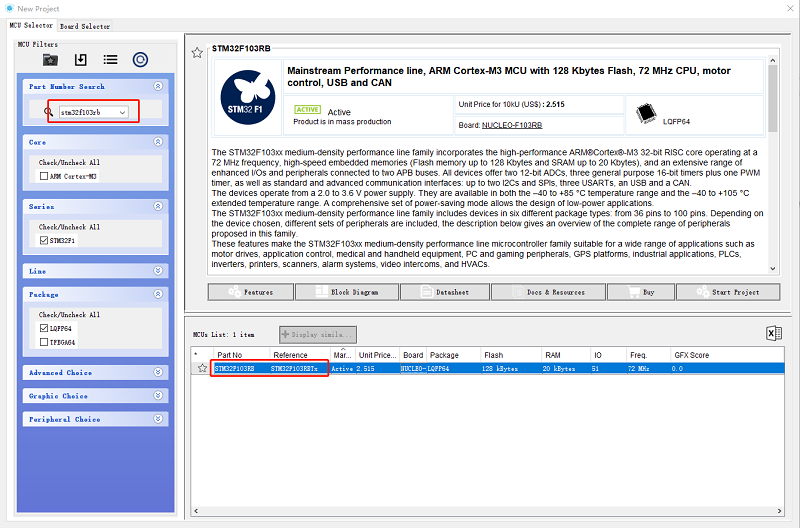 New Project
MCU Selector Board Selector
MCU Filters
Part Number Search
stm32f103rb
Core
Check/Uncheck All
ARM Cortex-M3
Series
Check/Uncheck All
STM32F1
Line
Package
Check/Uncheck All
LQFP64
TFBGA64
Advanced Choice
Graphic Choice
Peripheral Choice
STM32F103RB
STM32 F1
Mainstream Performance line, ARM Cortex-M3 MCU with 128 Kbytes Flash, 72 MHz CPU, motor
control, USB and CAN
ACTIVE Active
Product is in mass production
Unit Price for 10kU (US$) : 2.515
Board: NUCLEO-F103RB
LQFP64
The STM32F103xx medium-density performance line family incorporates the high-performance ARM®Cortex®-M3 32-bit RISC core operating at a
72 MHz frequency, high-speed embedded memories (Flash memory up to 128 Kbytes and SRAM up to 20 Kbytes), and an extensive range of
enhanced I/Os and peripherals connected to two APB buses. All devices offer two 12-bit ADCs, three general purpose 16-bit timers plus one PWM
timer, as well as standard and advanced communication interfaces: up to two I2Cs and SPIs, three USARTs, an USB and a CAN.
The devices operate from a 2.0 to 3.6 V power supply. They are available in both the –40 to +85 °C temperature range and the –40 to +105 °C
extended temperature range. A comprehensive set of power-saving mode allows the design of low-power applications.
The STM32F103xx medium-density performance line family includes devices in six different package types: from 36 pins to 100 pins. Depending on
the device chosen, different sets of peripherals are included, the description below gives an overview of the complete range of peripherals
proposed in this family.
These features make the STM32F103xx medium-density performance line microcontroller family suitable for a wide range of applications such as
motor drives, application control, medical and handheld equipment, PC and gaming peripherals, GPS platforms, industrial applications, PLCs,
inverters, printers, scanners, alarm systems, video intercoms, and HVACs.
Features Block Diagram Datasheet Docs & Resources Buy Start Project
MCUs List: 1 item
Display simila...
* Part No Reference Mar... Unit Price... Board Package Flash RAM IO Freq. GFX Score
STM32F103RB STM32F103RBTx Active 2.515 NUCLEO- LQFP64 128 kBytes 20 kBytes 51 72 MHz 0.0